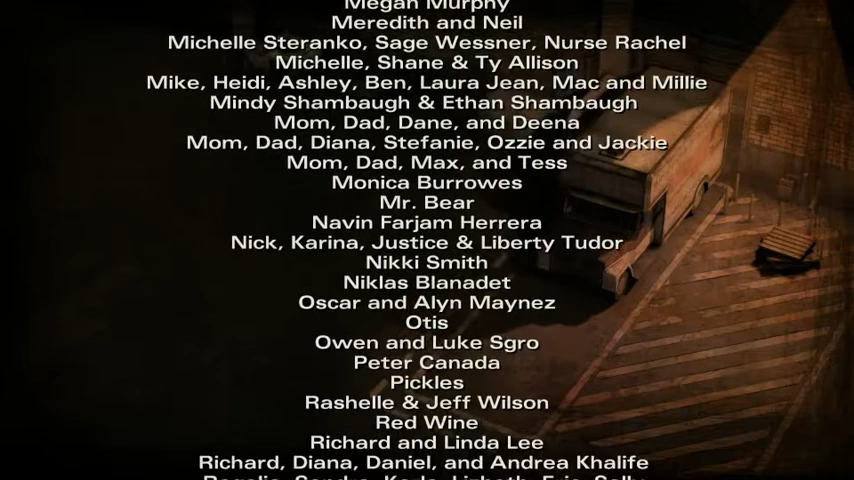 Megan Murphy
Meredith and Neil
Michelle Steranko, Sage Wessner, Nurse Rachel
Michelle, Shane & Ty Allison
Mike, Heidi, Ashley, Ben, Laura Jean, Mac and Millie
Mindy Shambaugh & Ethan Shambaugh
Mom, Dad, Dane, and Deena
Mom, Dad, Diana, Stefanie, Ozzie and Jackie
Mom, Dad, Max, and Tess
Monica Burrowes
Mr. Bear
Navin Farjam Herrera
Nick, Karina, Justice & Liberty Tudor
Nikki Smith
Niklas Blanadet
Oscar and Alyn Maynez
Otis
Owen and Luke Sgro
Peter Canada
Pickles
Rashelle & Jeff Wilson
Red Wine
Richard and Linda Lee
Richard, Diana, Daniel, and Andrea Khalife